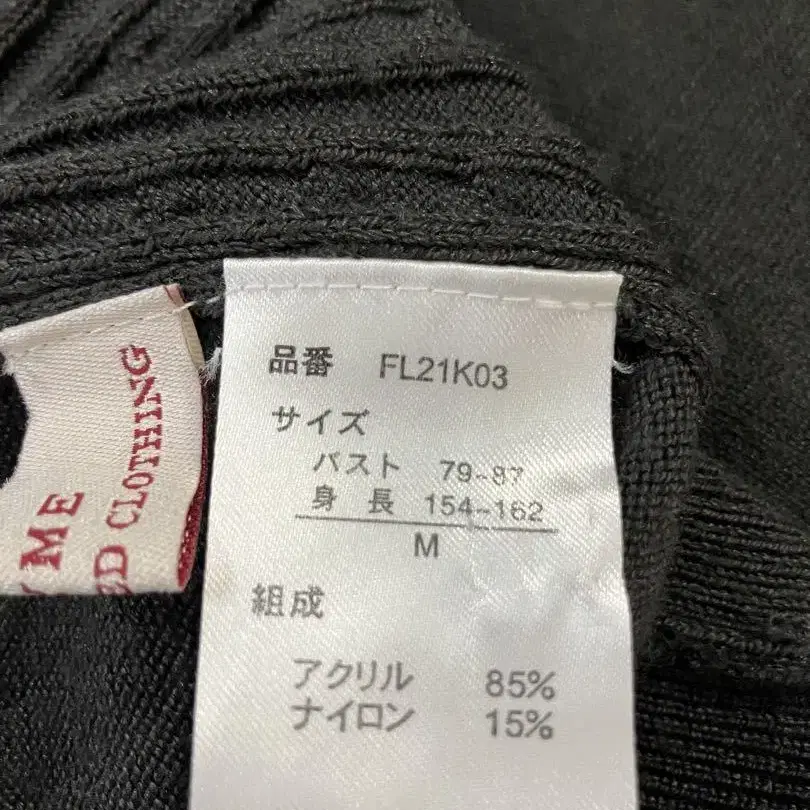 品番 FL21K03
サイズ
バスト 79~87
身長 154~162
M
組成
アクリル 85%
ナイロン 15%
ME
ED CLOTHING